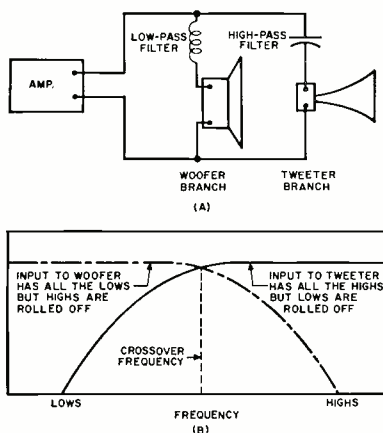 LOW-PASS
FILTER
HIGH-PASS
FILTER
AMP.
WOOFER
BRANCH
TWEETER
BRANCH
(A)
INPUT TO WOOFER
HAS ALL THE LOWS
BUT HIGHS ARE
ROLLED OFF
INPUT TO TWEETER
HAS ALL THE HIGHS
BUT LOWS ARE
ROLLED OFF
CROSSOVER
FREQUENCY
LOWS
HIGHS
FREQUENCY
(B)